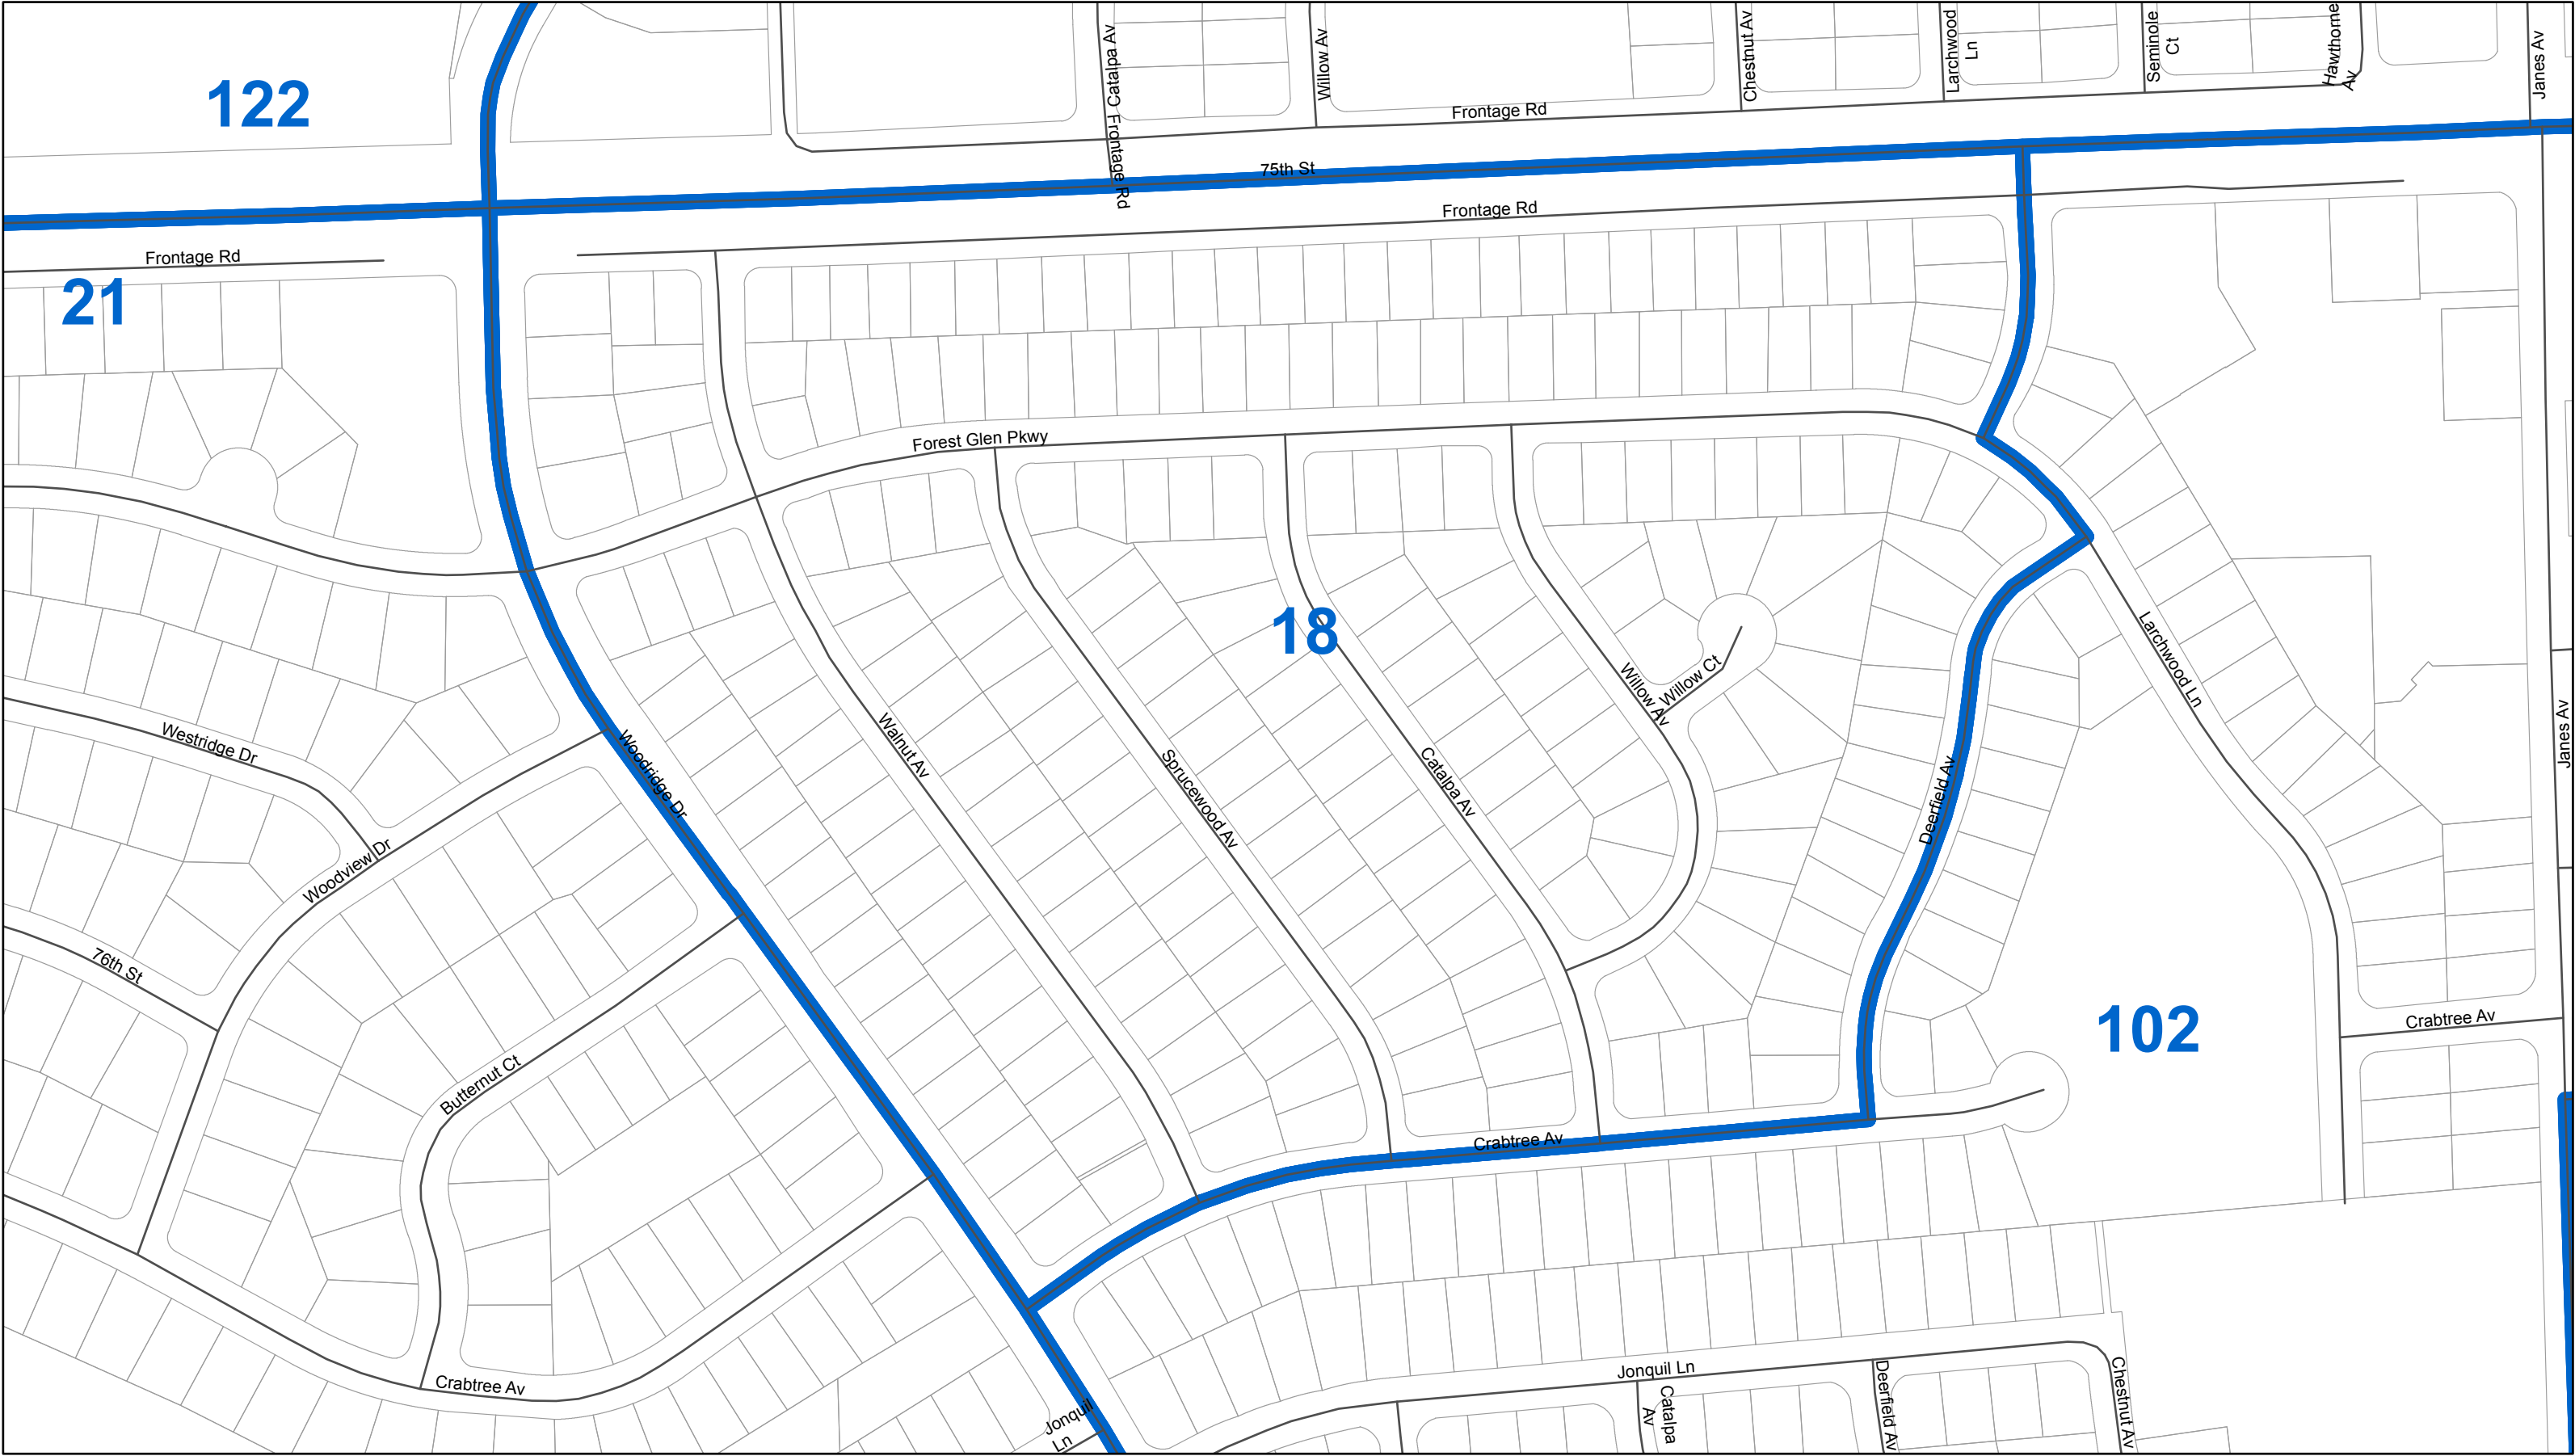 122
Catalpa Av
Frontage Rd
Willow Av
Frontage Rd
Chestnut Av
Larchwood
Ln
Seminole
Ct
Hawthorne
Av
Janes Av
75th St
Frontage Rd
Frontage Rd
21
Forest Glen Pkwy
18
Willow Av
Willow Ct
Larchwood Ln
Westridge Dr
Woodridge Dr
Walnut Av
Sprucewood Av
Catalpa Av
Deerfield Av
Janes Av
Woodview Dr
76th St
102
Crabtree Av
Butternut Ct
Crabtree Av
Crabtree Av
Jonquil
Ln
Jonquil Ln
Catalpa
Av
Deerfield Av
Chestnut Av